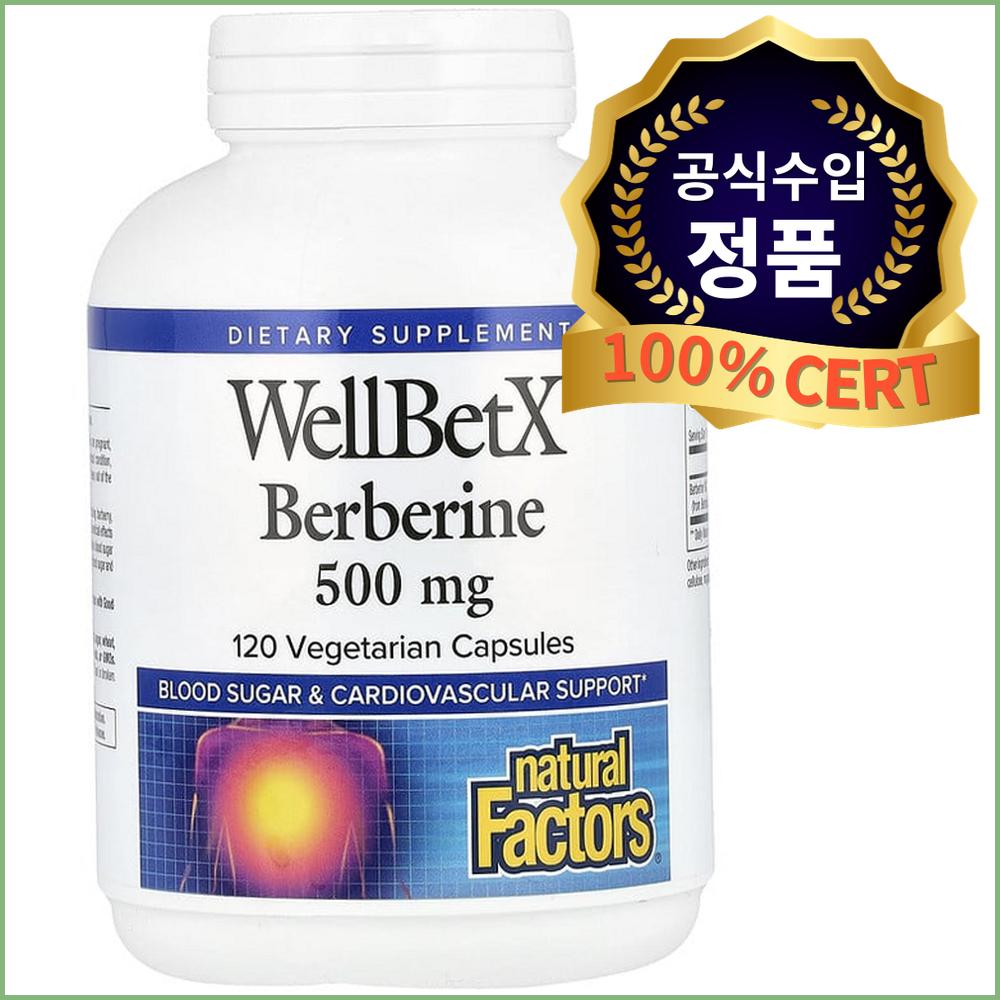 공식수입
정품
100% CERT
DIETARY SUPPLEMENT
WellBetX
Berberine
500 mg
120 Vegetarian Capsules
BLOOD SUGAR & CARDIOVASCULAR SUPPORT*
natural
Factors®